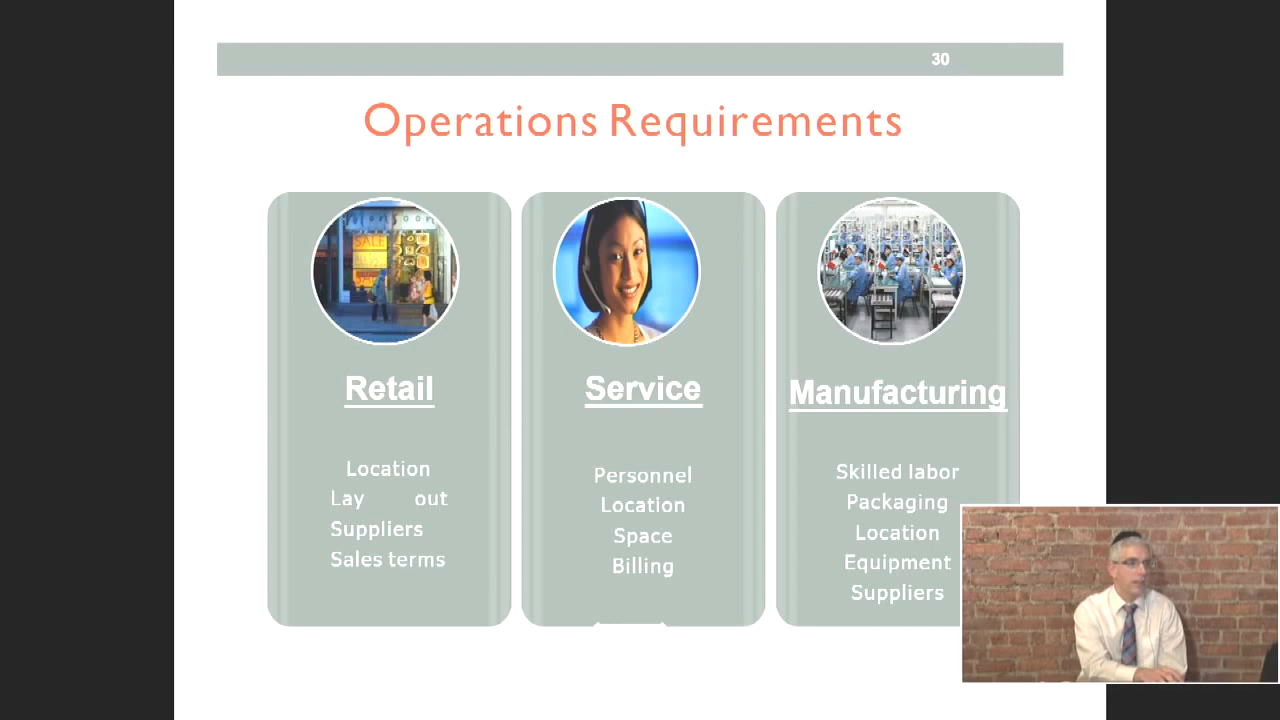 30
Operations Requirements
SALE
Retail
Location
Lay out
Suppliers
Sales terms
Service
Personnel
Location
Space
Billing
Manufacturing
Skilled labor
Packaging
Location
Equipment
Suppliers